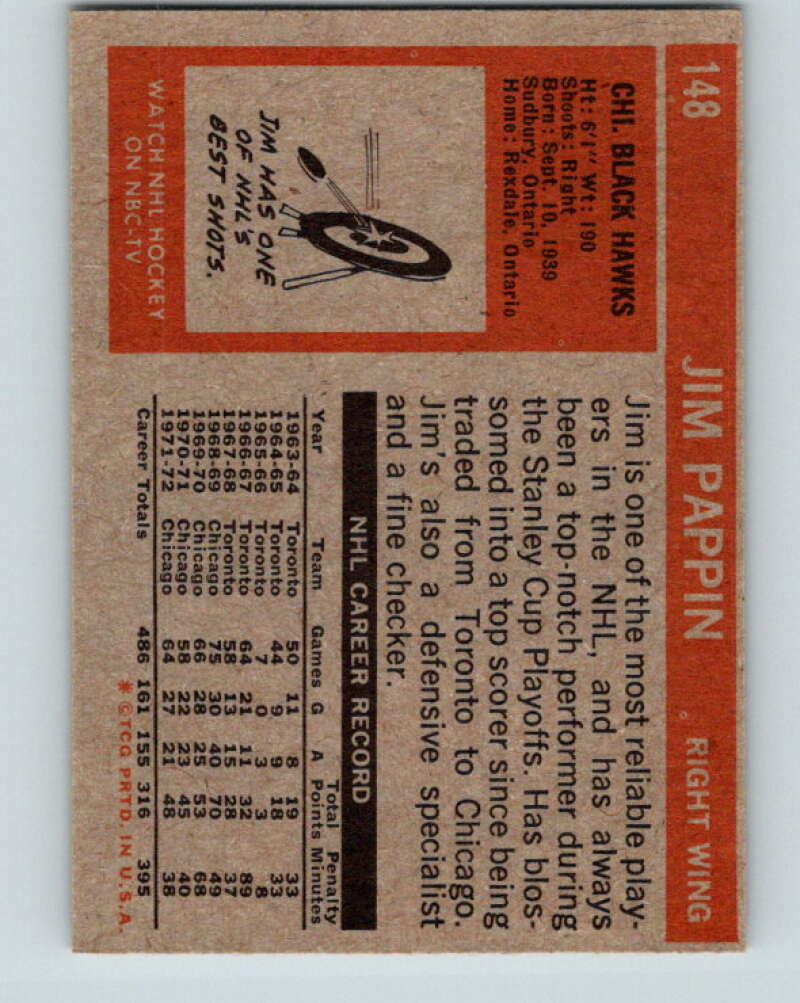 148 JIM PAPPIN RIGHT WING
CHI. BLACK HAWKS
Ht: 6'1" Wt: 190
Shoots: Right
Born: Sept. 10, 1939
Sudbury, Ontario
Home: Rexdale, Ontario
JIM HAS ONE
OF NHL'S
BEST SHOTS.
WATCH NHL HOCKEY
ON NBC-TV
Jim is one of the most reliable play-
ers in the NHL, and has always
been a top-notch performer during
the Stanley Cup Playoffs. Has blos-
somed into a top scorer since being
traded from Toronto to Chicago.
Jim's also a defensive specialist
and a fine checker.
NHL CAREER RECORD
Total Penalty
Year Team Games G A Points Minutes
1963-64 Toronto 50 11 8 19 33
1964-65 Toronto 44 9 9 18 33
1965-66 Toronto 7 0 3 3 8
1966-67 Toronto 64 21 11 32 89
1967-68 Toronto 58 13 15 28 37
1968-69 Chicago 75 30 40 70 49
1969-70 Chicago 66 28 25 53 68
1970-71 Chicago 58 22 23 45 40
1971-72 Chicago 64 27 21 48 38
Career Totals 486 161 155 316 395
* ©TCG PRTD. IN U.S.A.